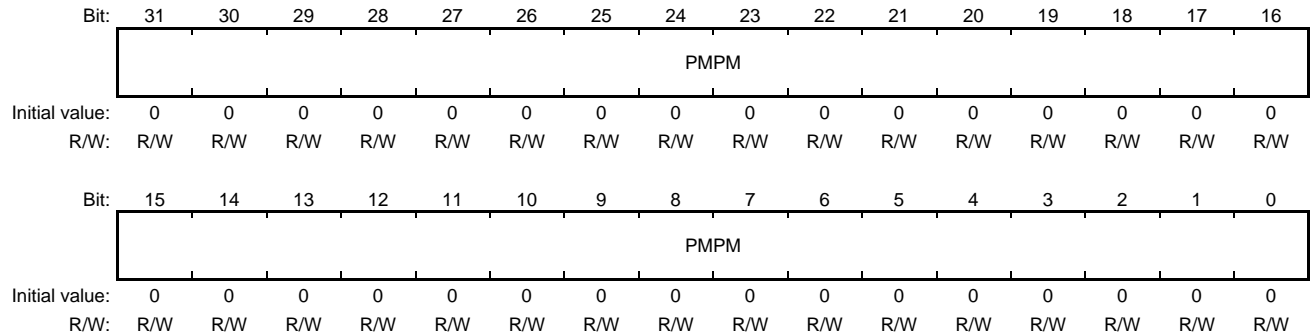 Bit: 31 30 29 28 27 26 25 24 23 22 21 20 19 18 17 16
PMPM
Initial value: 0 0 0 0 0 0 0 0 0 0 0 0 0 0 0 0
R/W: R/W R/W R/W R/W R/W R/W R/W R/W R/W R/W R/W R/W R/W R/W R/W R/W
Bit: 15 14 13 12 11 10 9 8 7 6 5 4 3 2 1 0
PMPM
Initial value: 0 0 0 0 0 0 0 0 0 0 0 0 0 0 0 0
R/W: R/W R/W R/W R/W R/W R/W R/W R/W R/W R/W R/W R/W R/W R/W R/W R/W